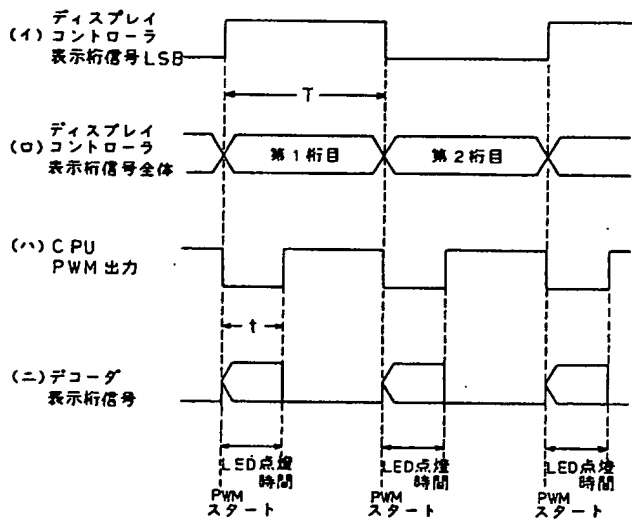 ディスプレイ
(イ) コントローラ
表示桁信号LSB
T
ディスプレイ
(ロ) コントローラ
表示桁信号全体
第1桁目
第2桁目
(ハ) CPU
PWM出力
t
(ニ) デコーダ
表示桁信号
LED点燈
時間
LED点燈
時間
LED点燈
時間
PWM
スタート
PWM
スタート
PWM
スタート